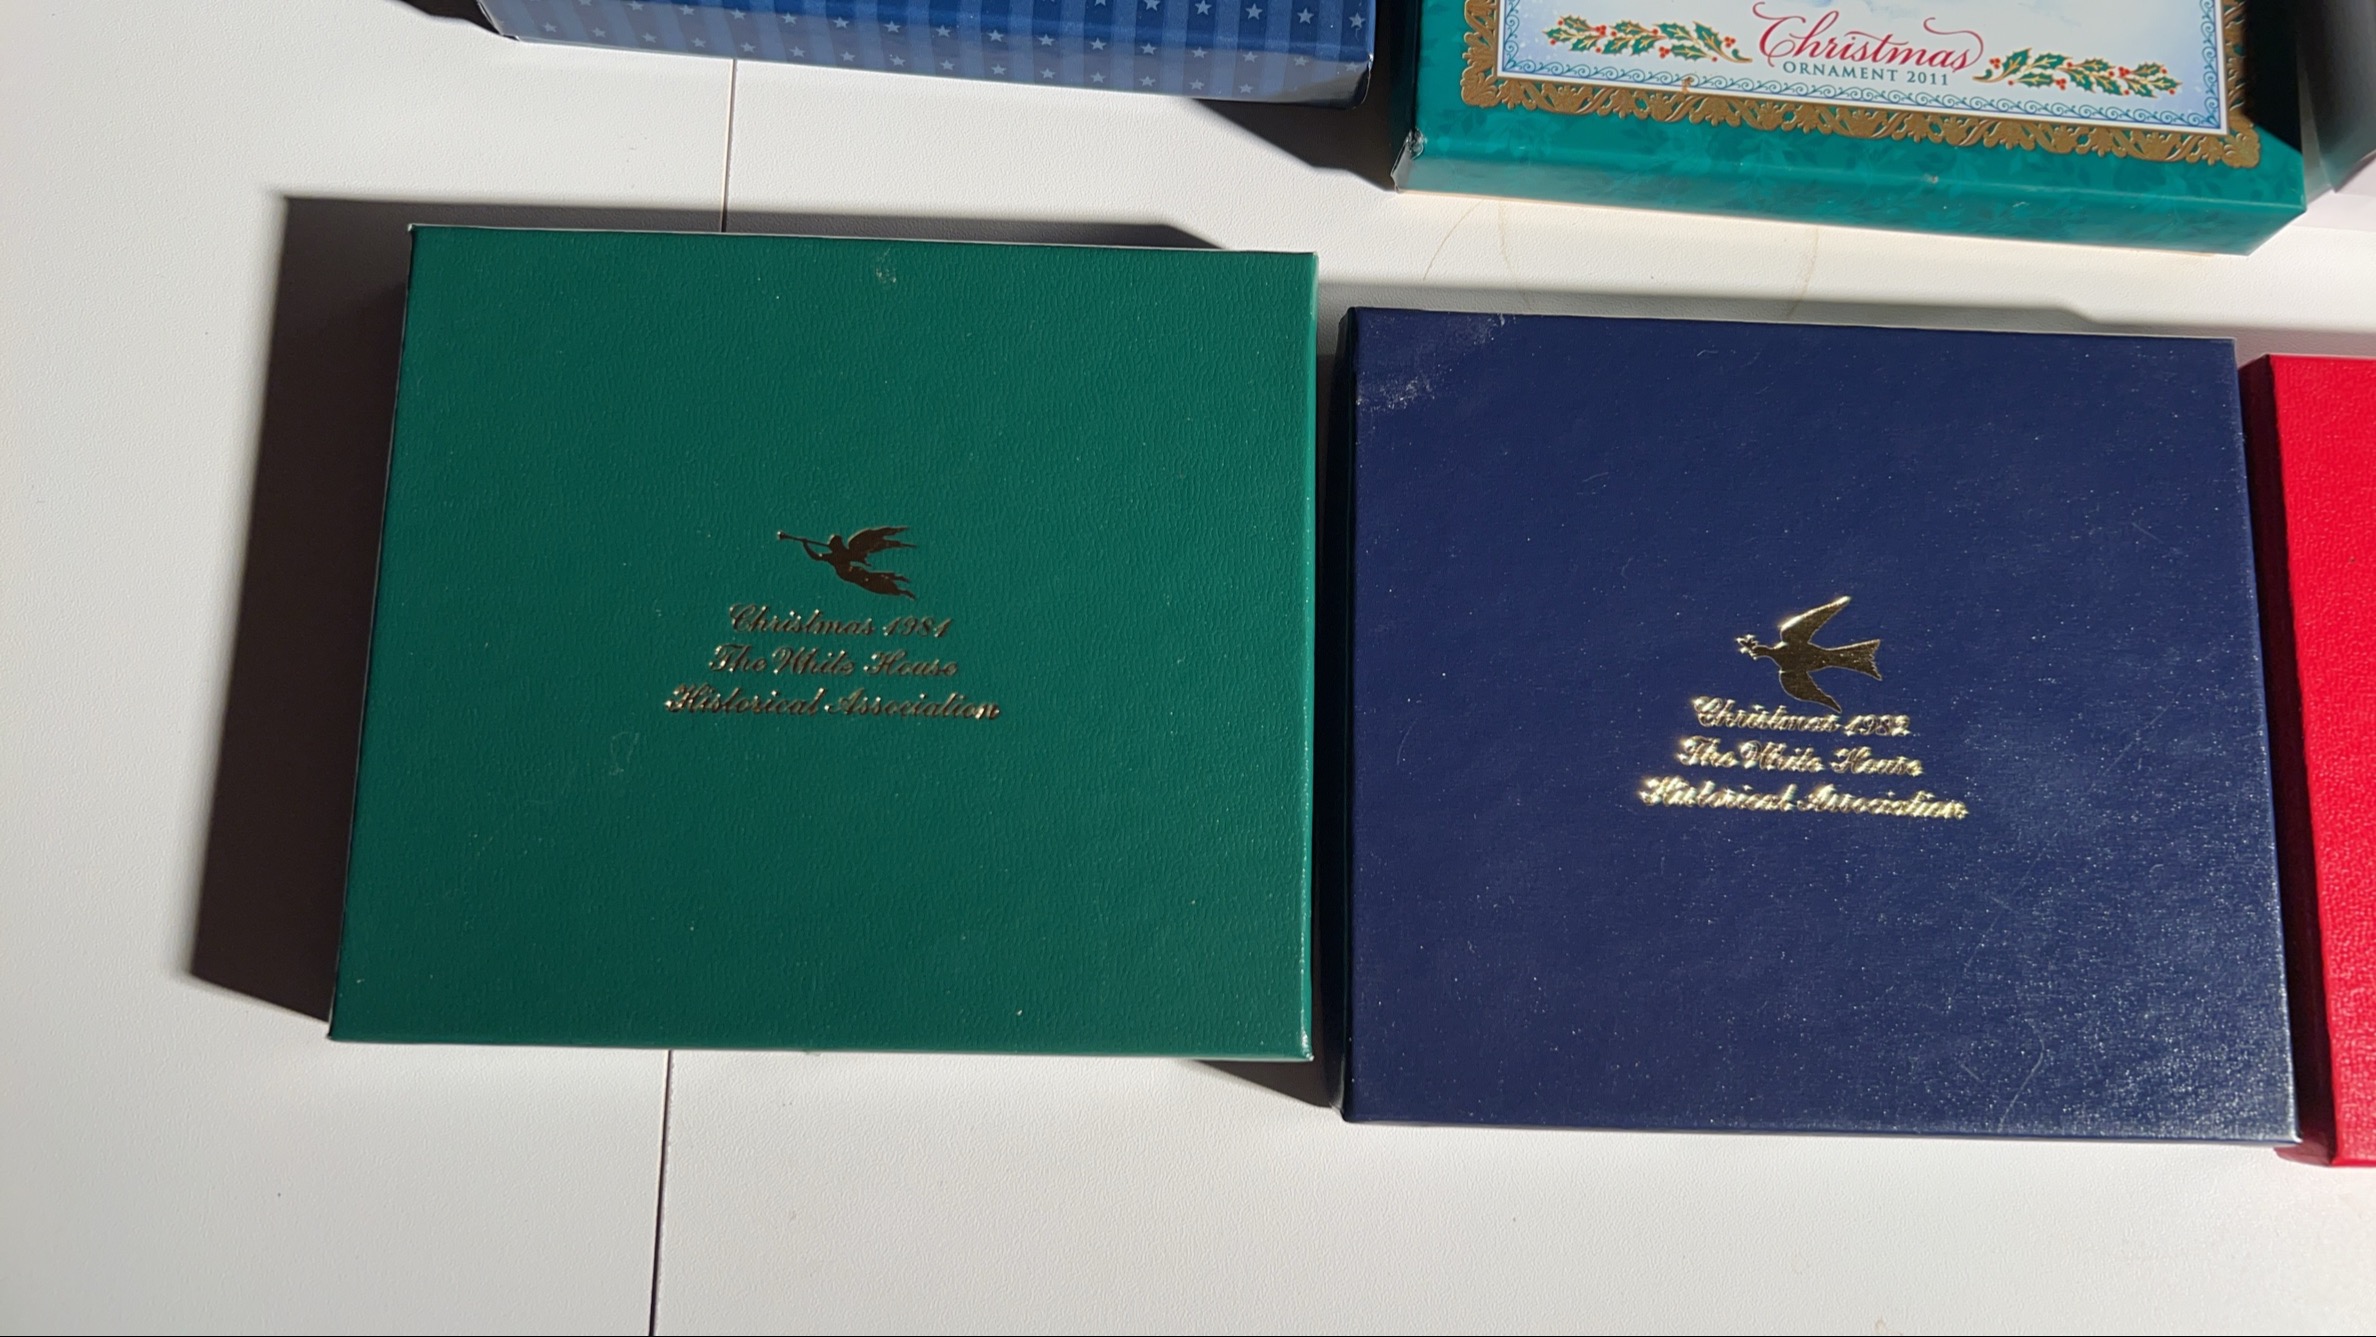 Christmas
ORNAMENT 2011
Christmas 1981
The White House
Historical Association
Christmas 1982
The White House
Historical Association